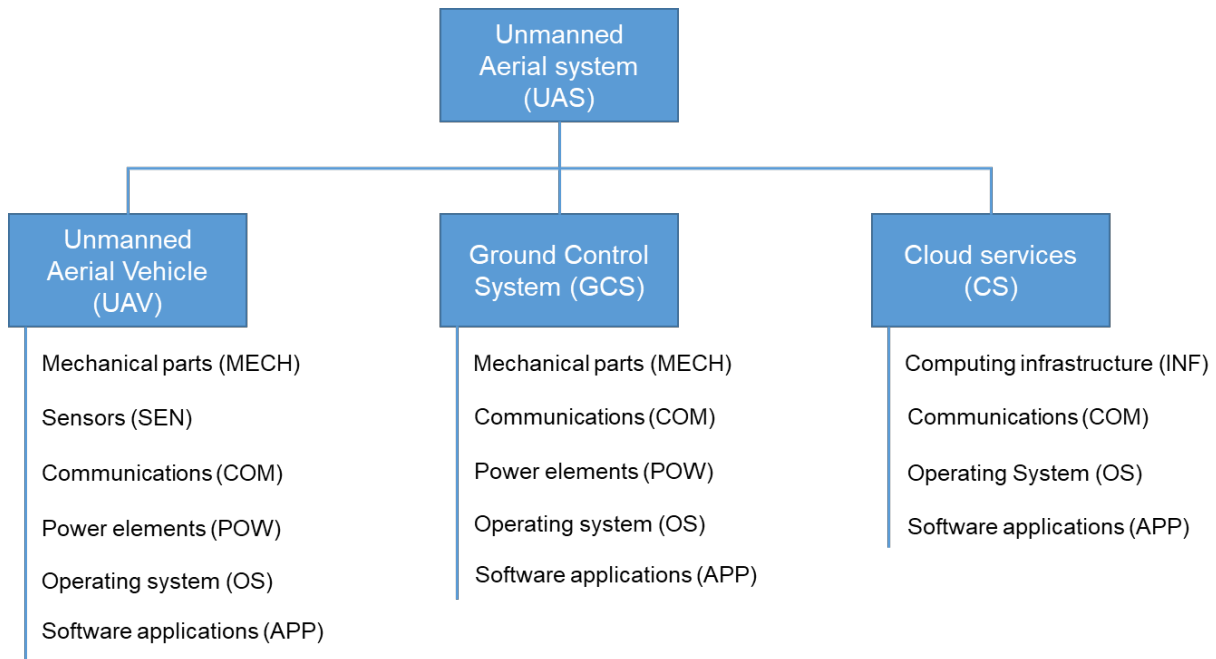 Unmanned
Aerial system
(UAS)
Unmanned
Aerial Vehicle
(UAV)
Mechanical parts (MECH)
Sensors (SEN)
Communications (COM)
Power elements (POW)
Operating system (OS)
Software applications (APP)
Ground Control
System (GCS)
Mechanical parts (MECH)
Communications (COM)
Power elements (POW)
Operating system (OS)
Software applications (APP)
Cloud services
(CS)
Computing infrastructure (INF)
Communications (COM)
Operating System (OS)
Software applications (APP)